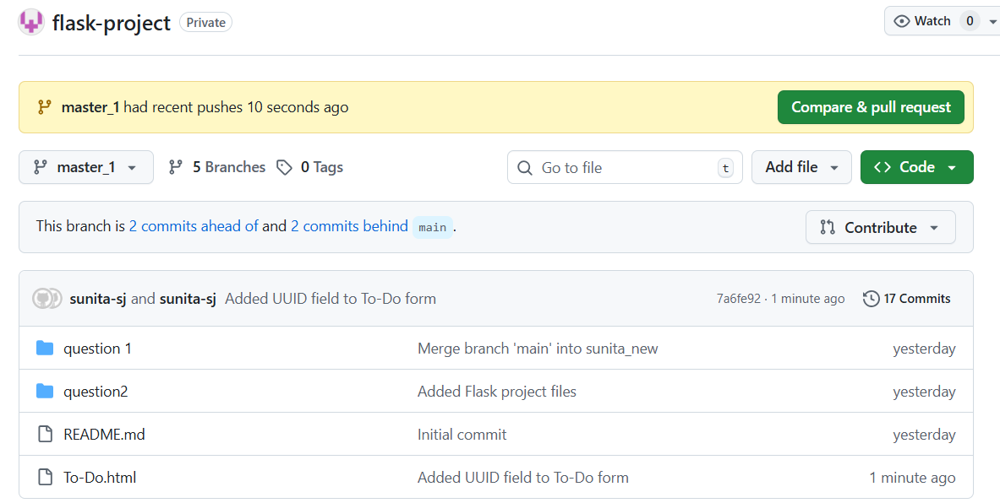 flask-project Private Watch 0
master_1 had recent pushes 10 seconds ago Compare & pull request
master_1 5 Branches 0 Tags Go to file t Add file Code
This branch is 2 commits ahead of and 2 commits behind main . Contribute
sunita-sj and sunita-sj Added UUID field to To-Do form 7a6fe92 · 1 minute ago 17 Commits
question 1 Merge branch 'main' into sunita_new yesterday
question2 Added Flask project files yesterday
README.md Initial commit yesterday
To-Do.html Added UUID field to To-Do form 1 minute ago